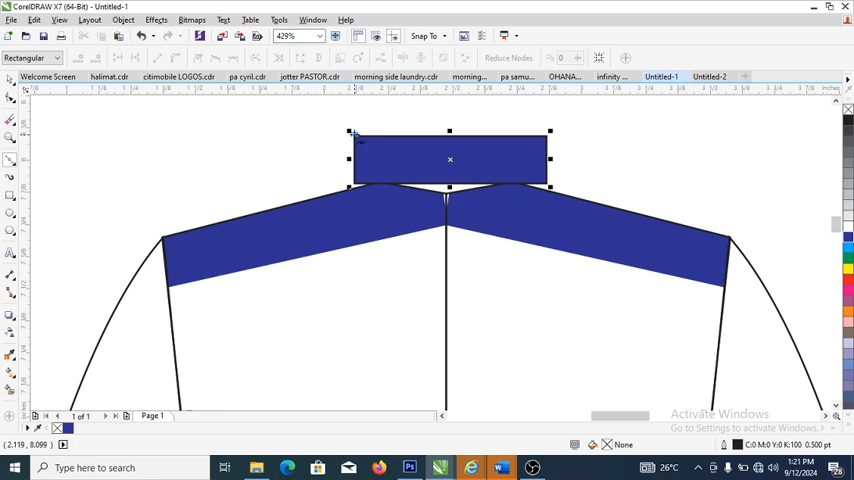 CorelDRAW X7 (64-Bit) - Untitled-1
File Edit View Layout Object Effects Bitmaps Text Table Tools Window Help
429% Snap To
Rectangular Reduce Nodes 0
Welcome Screen halimat.cdr citimobile LOGOS.cdr pa cyril.cdr jotter PASTOR.cdr morning side laundry.cdr morning... pa samu... OHANA... infinity ... Untitled-1 Untitled-2
inches
1 of 1 Page 1
Activate Windows
Go to Settings to activate Windows.
(2.119, 8.099) None C:0 M:0 Y:0 K:100 0.500 pt
Type here to search 26°C 1:21 PM
9/12/2024 28